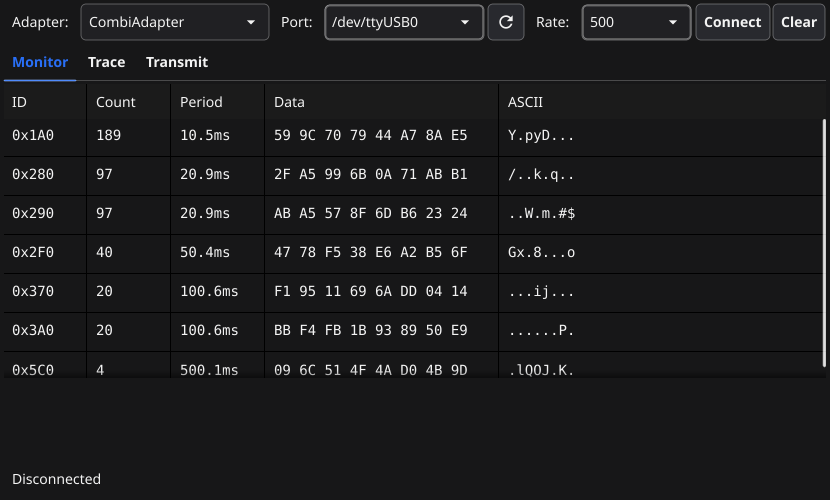 Adapter: CombiAdapter Port: /dev/ttyUSB0 Rate: 500 Connect Clear
Monitor Trace Transmit
ID Count Period Data ASCII
0x1A0 189 10.5ms 59 9C 70 79 44 A7 8A E5 Y.pyD...
0x280 97 20.9ms 2F A5 99 6B 0A 71 AB B1 /..k.q..
0x290 97 20.9ms AB A5 57 8F 6D B6 23 24 ..W.m.#$
0x2F0 40 50.4ms 47 78 F5 38 E6 A2 B5 6F Gx.8...o
0x370 20 100.6ms F1 95 11 69 6A DD 04 14 ...ij...
0x3A0 20 100.6ms BB F4 FB 1B 93 89 50 E9 ......P.
0x5C0 4 500.1ms 09 6C 51 4F 4A D0 4B 9D .lQOJ.K.
Disconnected